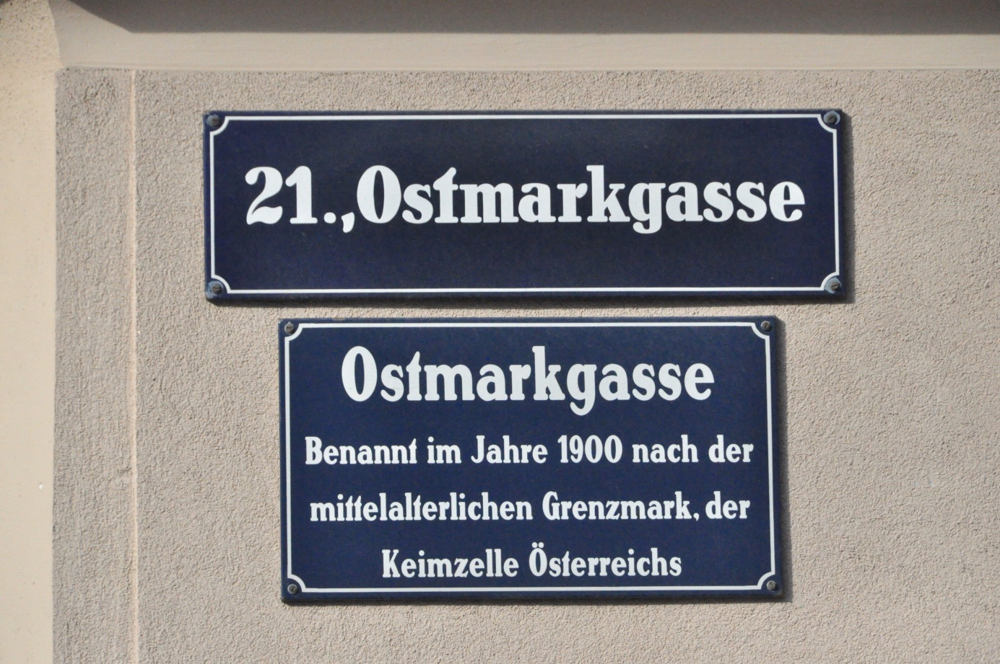 21.,Ostmarkgasse
Ostmarkgasse
Benannt im Jahre 1900 nach der
mittelalterlichen Grenzmark, der
Keimzelle Österreichs